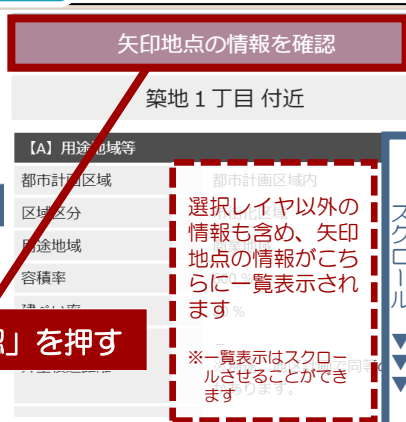 矢印地点の情報を確認
築地１丁目 付近
【A】用途地域等
都市計画区域
都市計画区域内
区域区分
用途地域
容積率
選択レイヤ以外の
情報も含め、矢印
地点の情報がこち
らに一覧表示され
ます
※一覧表示はスクロー
ルさせることができ
ます
」を押す
スクロール
▼
▼
▼